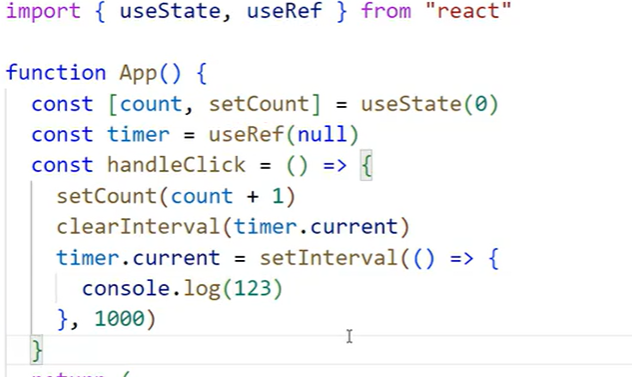 import { useState, useRef } from "react"
function App() {
const [count, setCount] = useState(0)
const timer = useRef(null)
const handleClick = () => {
setCount(count + 1)
clearInterval(timer.current)
timer.current = setInterval(() => {
console.log(123)
}, 1000)
}
return (